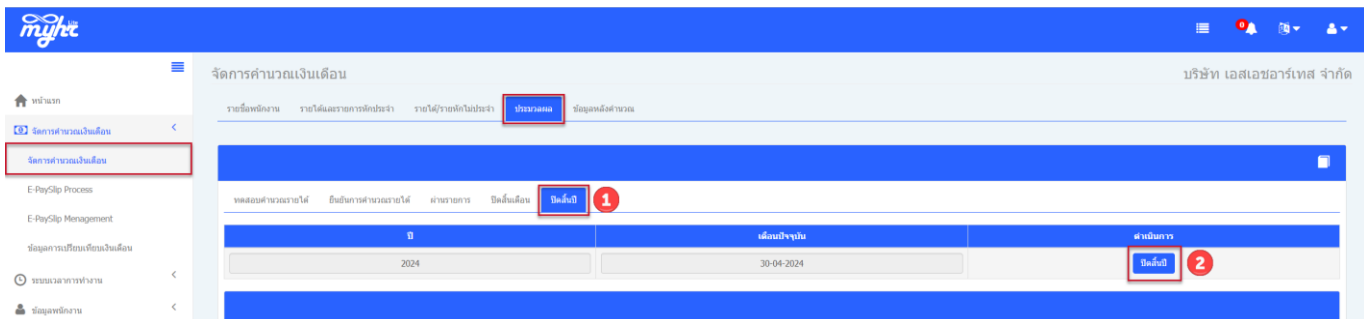 myhr Lite
0
จัดการคำนวณเงินเดือน
บริษัท เอสเอชอาร์เทส จำกัด
หน้าแรก
รายชื่อพนักงาน รายได้และรายการหักประจำ รายได้/รายหักไม่ประจำ ประมวลผล ข้อมูลหลังคำนวณ
จัดการคำนวณเงินเดือน
จัดการคำนวณเงินเดือน
E-PaySlip Process
ทดสอบคำนวณรายได้ ยืนยันการคำนวณรายได้ ผ่านรายการ ปิดสิ้นเดือน ปิดสิ้นปี 1
E-PaySlip Menagement
ปี เดือนปัจจุบัน ดำเนินการ
ข้อมูลการเปรียบเทียบเงินเดือน
2024 30-04-2024 ปิดสิ้นปี 2
ระบบเวลาการทำงาน
ข้อมูลพนักงาน